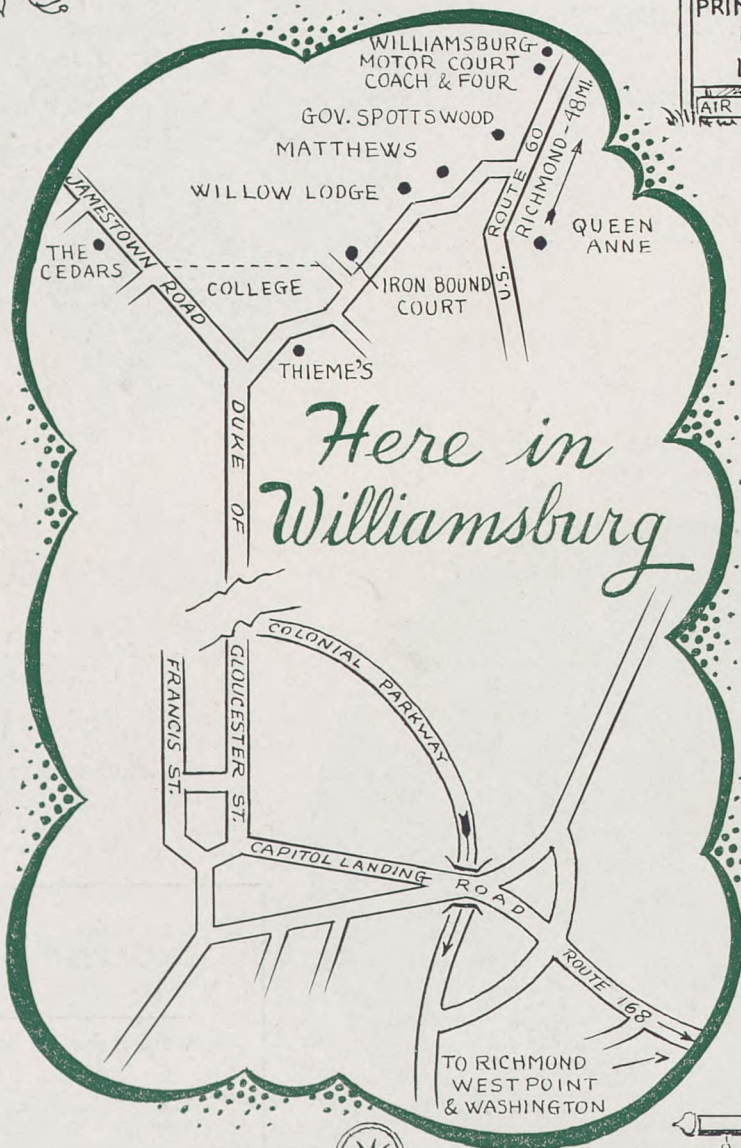 PRIN
AIR
WILLIAMSBURG
MOTOR COURT
COACH & FOUR
GOV. SPOTTSWOOD
MATTHEWS
WILLOW LODGE
U.S. ROUTE 60
RICHMOND-48MI.
QUEEN
ANNE
JAMESTOWN ROAD
THE
CEDARS
COLLEGE
IRON BOUND
COURT
THIEME'S
DUKE OF
Here in
Williamsburg
COLONIAL PARKWAY
FRANCIS ST.
GLOUCESTER ST.
CAPITOL LANDING ROAD
ROUTE 168
TO RICHMOND
WEST POINT
& WASHINGTON